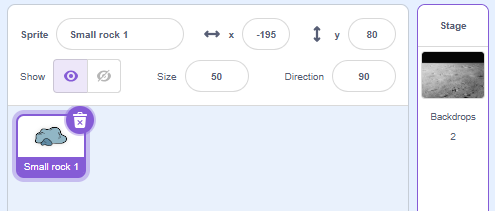 Sprite Small rock 1 x -195 y 80
Show Size 50 Direction 90
Small rock 1
Stage
Backdrops
2